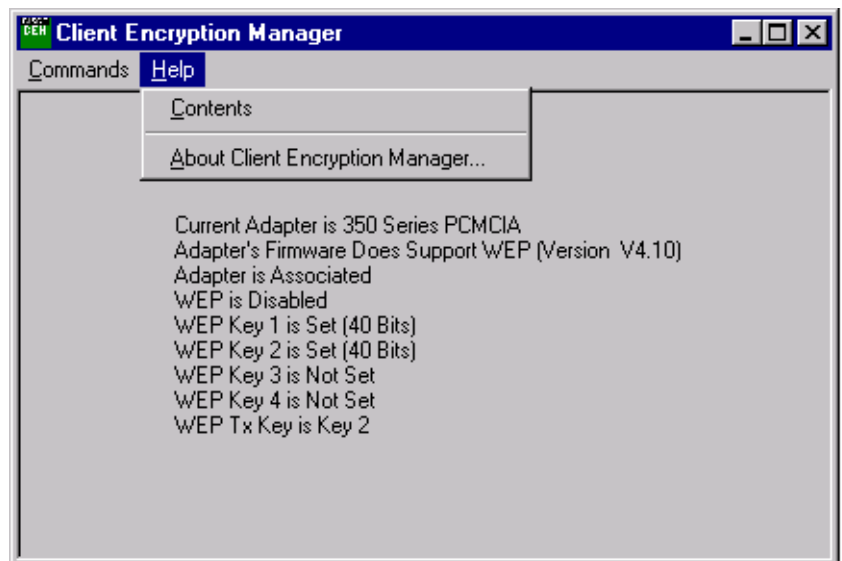 CEM Client Encryption Manager
Commands Help
Contents
About Client Encryption Manager...
Current Adapter is 350 Series PCMCIA
Adapter's Firmware Does Support WEP (Version V4.10)
Adapter is Associated
WEP is Disabled
WEP Key 1 is Set (40 Bits)
WEP Key 2 is Set (40 Bits)
WEP Key 3 is Not Set
WEP Key 4 is Not Set
WEP Tx Key is Key 2